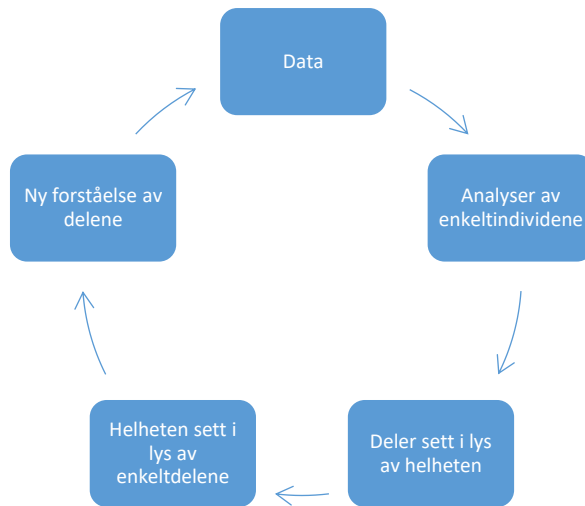 Data
Analyser av
enkeltindividene
Deler sett i lys
av helheten
Helheten sett i
lys av
enkeltdelene
Ny forståelse av
delene